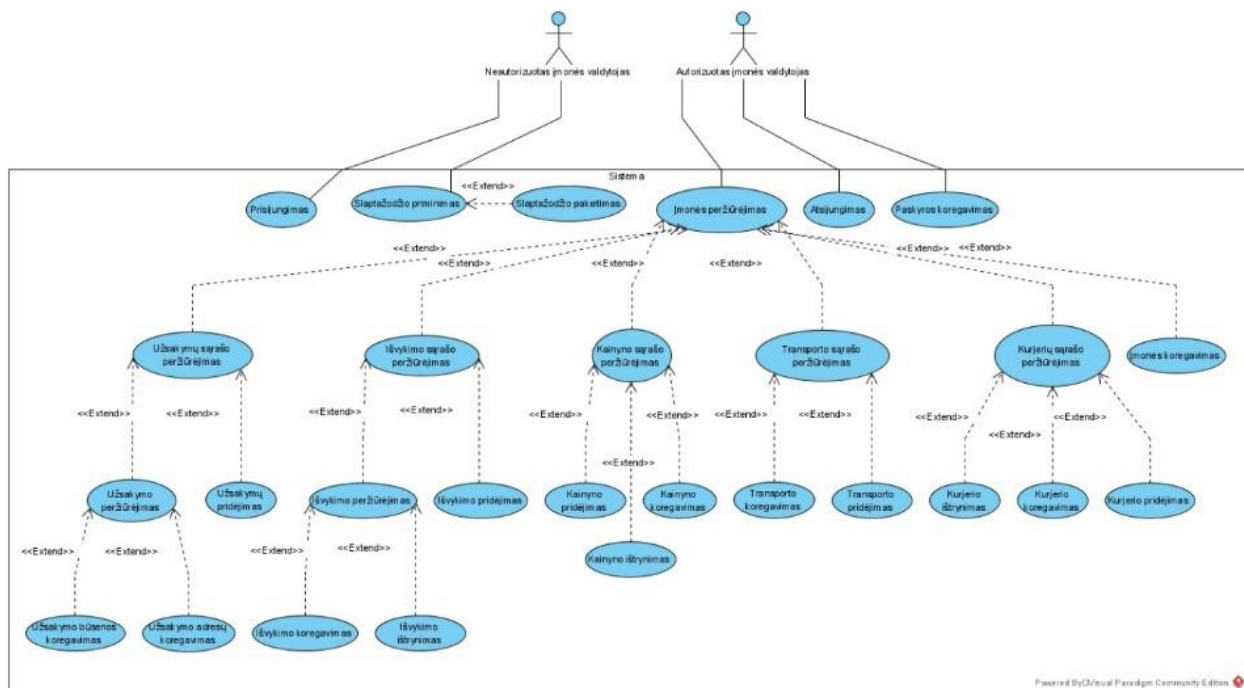 Neautorizuotas įmonės valdytojas
Autorizuotas įmonės valdytojas
Sistema
Prisijungimas
Slaptažodžio priminimas
<<Extend>>
Slaptažodžio pakeitimas
Įmonės peržiūrėjimas
Atsijungimas
Paskyros koregavimas
<<Extend>>
<<Extend>>
<<Extend>>
<<Extend>>
<<Extend>>
<<Extend>>
Užsakymų sąrašo
peržiūrėjimas
Išvykimo sąrašo
peržiūrėjimas
Kainyno sąrašo
peržiūrėjimas
Transporto sąrašo
peržiūrėjimas
Kurjerių sąrašo
peržiūrėjimas
Įmonės koregavimas
<<Extend>>
<<Extend>>
<<Extend>>
<<Extend>>
<<Extend>>
<<Extend>>
<<Extend>>
<<Extend>>
<<Extend>>
<<Extend>>
<<Extend>>
<<Extend>>
Užsakymo
peržiūrėjimas
Užsakymų
pridėjimas
Išvykimo peržiūrėjimas
Išvykimo pridėjimas
Kainyno
pridėjimas
Kainyno
koregavimas
Transporto
koregavimas
Transporto
pridėjimas
Kurjerio
ištrynimas
Kurjerio
koregavimas
Kurjerio pridėjimas
<<Extend>>
<<Extend>>
<<Extend>>
<<Extend>>
Kainyno ištrynimas
Užsakymo būsenos
koregavimas
Užsakymo adresų
koregavimas
Išvykimo koregavimas
Išvykimo
ištrynimas
Powered By Visual Paradigm Community Edition